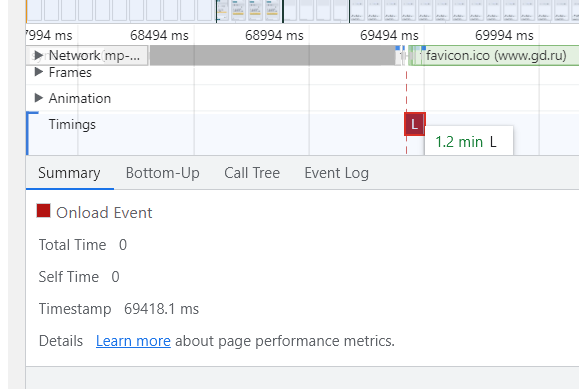 7994 ms 68494 ms 68994 ms 69494 ms 69994 ms
Network mp-... favicon.ico (www.gd.ru)
Frames
Animation
Timings L
1.2 min L
Summary Bottom-Up Call Tree Event Log
Onload Event
Total Time 0
Self Time 0
Timestamp 69418.1 ms
Details Learn more about page performance metrics.